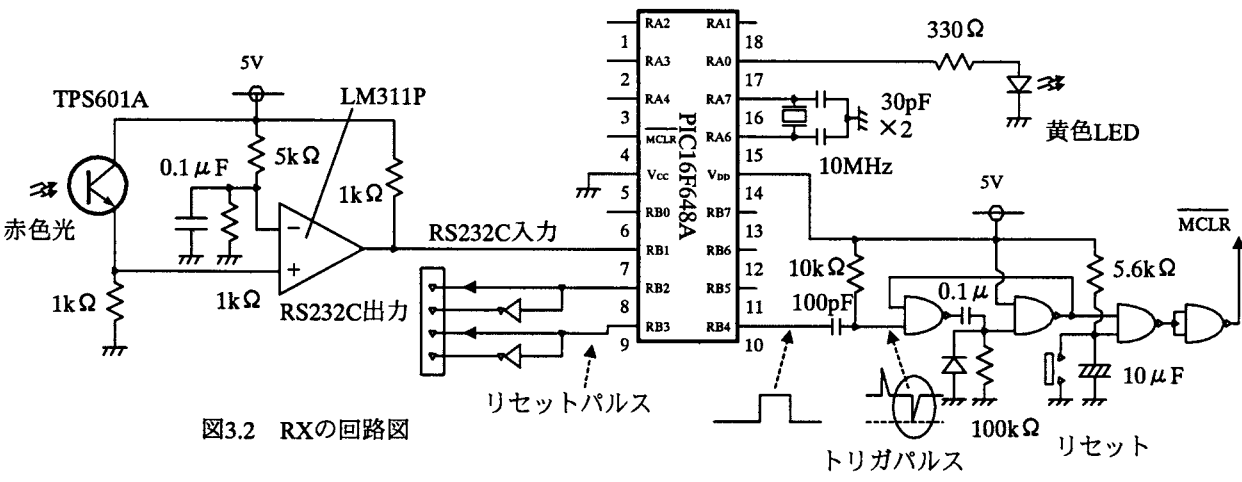 TPS601A
5V
LM311P
0.1μF
5kΩ
1kΩ
赤色光
1kΩ
1kΩ
RS232C入力
RS232C出力
リセットパルス
PIC16F648A
RA2
1
RA3
2
RA4
3
MCLR
4
Vcc
5
RB0
6
RB1
7
RB2
8
RB3
9
RA1
18
RA0
17
RA7
16
RA6
15
VDD
14
RB7
13
RB6
12
RB5
11
RB4
10
330Ω
黄色LED
30pF
×2
10MHz
5V
MCLR
10kΩ
100pF
0.1μ
5.6kΩ
10μF
100kΩ
リセット
トリガパルス
−
+
図3.2 RXの回路図